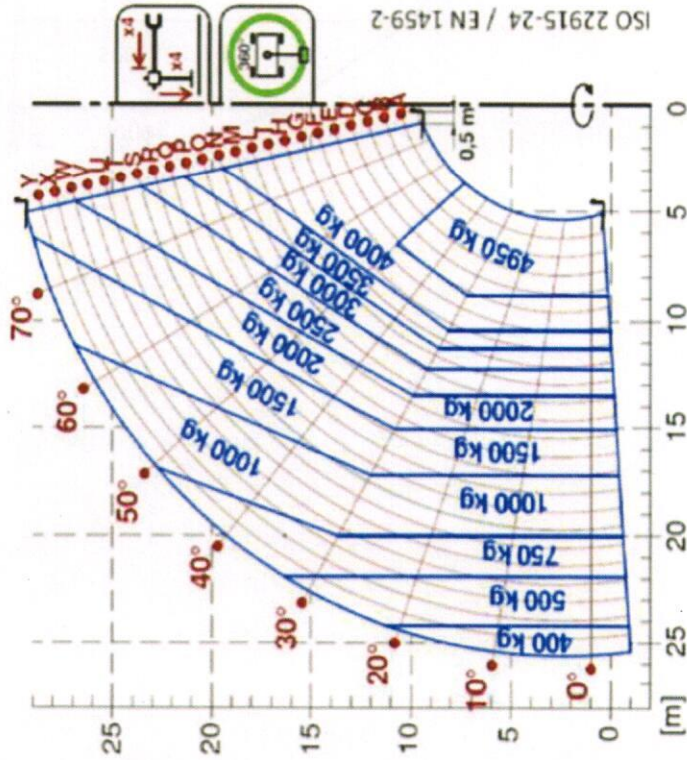 ISO 22915-24 / EN 1459-2
x4
x4
360°
Y
X
W
V
U
T
S
R
Q
P
O
N
M
L
I
H
G
F
E
D
C
B
A
0,5 m
70°
60°
50°
40°
30°
20°
10°
0°
4950 kg
4000 kg
3500 kg
3000 kg
2500 kg
2000 kg
1500 kg
1000 kg
2000 kg
1500 kg
1000 kg
750 kg
500 kg
400 kg
25
20
15
10
5
0
[m]
25
20
15
10
5
0